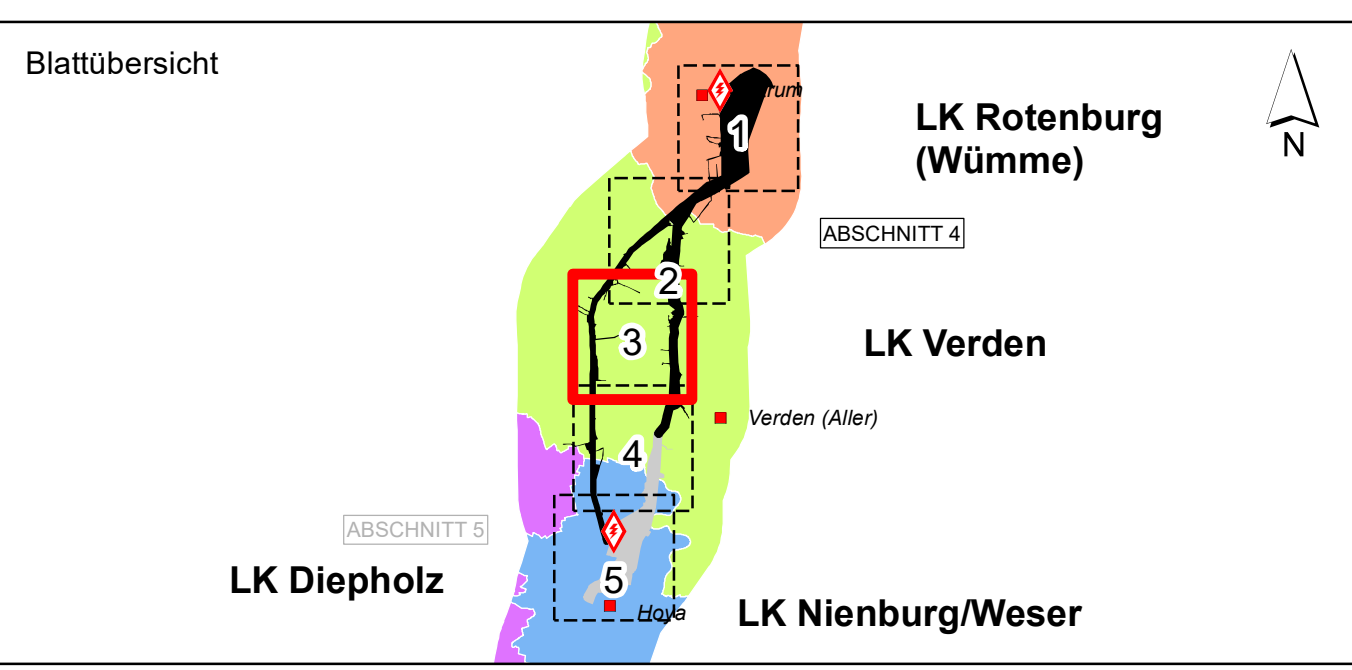 Blattübersicht
1
LK Rotenburg
(Wümme)
N
ABSCHNITT 4
2
3
LK Verden
Verden (Aller)
4
ABSCHNITT 5
LK Diepholz
5
Hoya
LK Nienburg/Weser